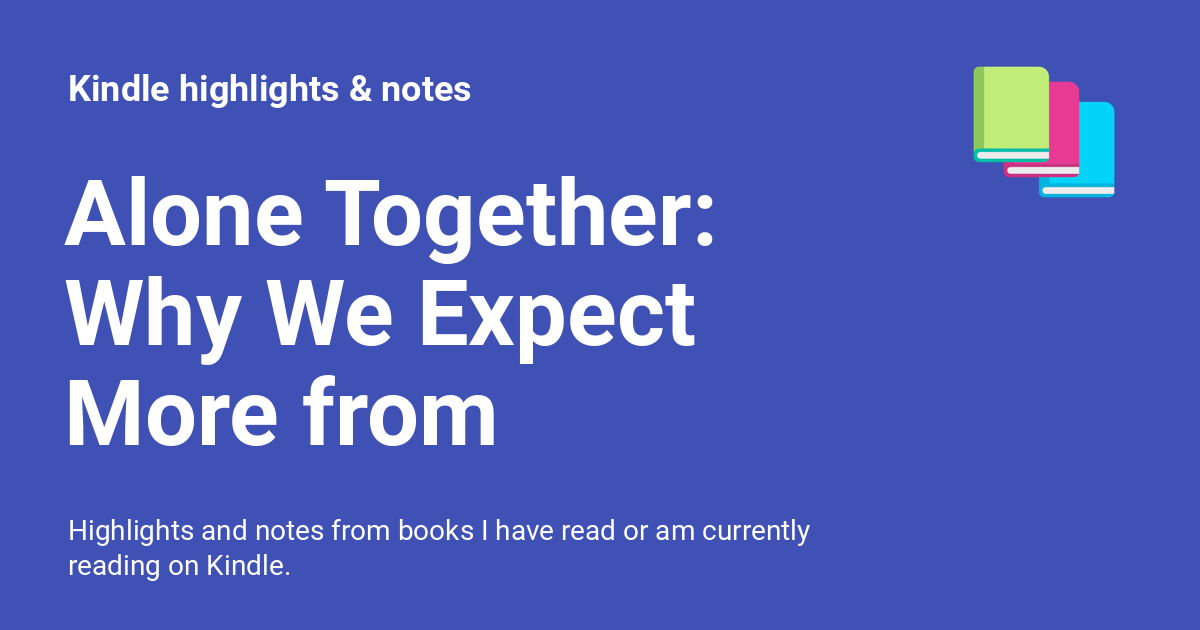 Kindle highlights & notes
Alone Together:
Why We Expect
More from
Highlights and notes from books I have read or am currently
reading on Kindle.